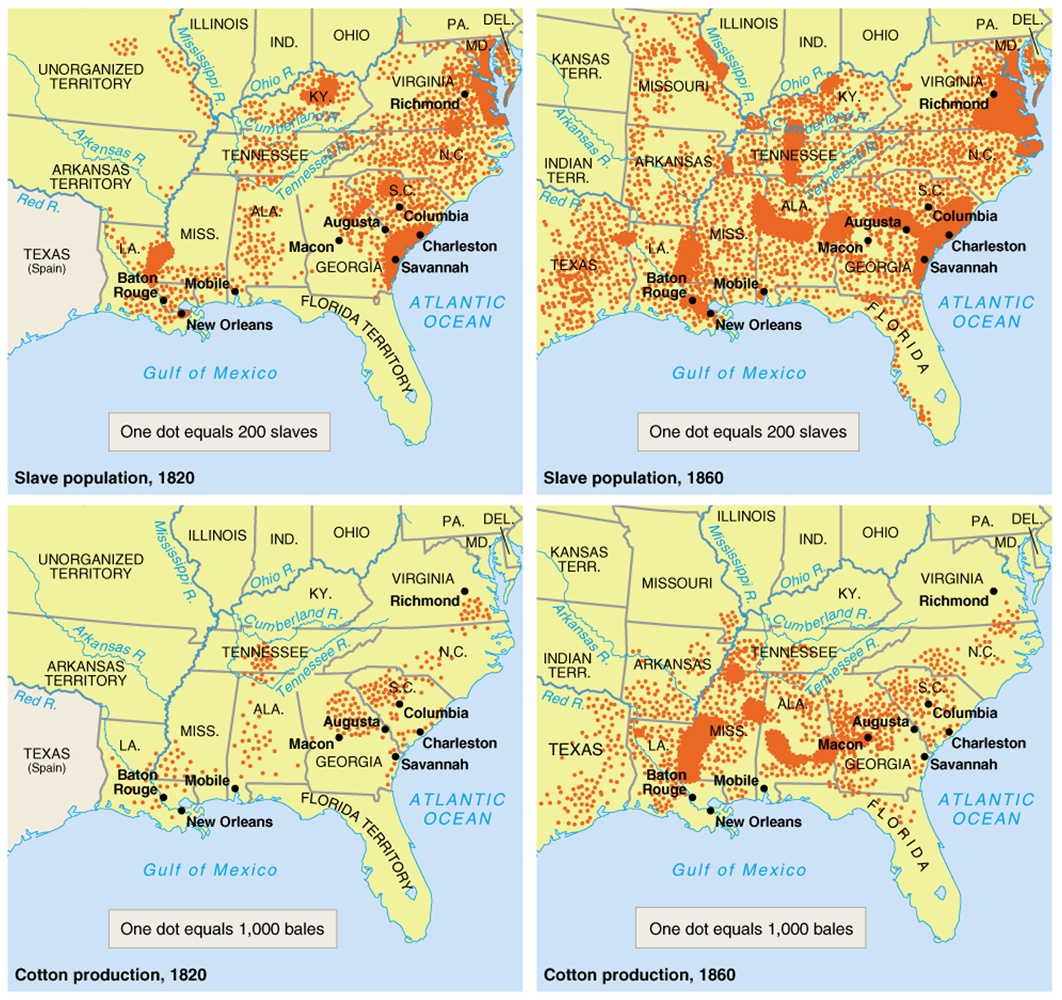 ILLINOIS
IND.
OHIO
PA.
DEL.
MD.
UNORGANIZED
TERRITORY
Mississippi R.
Ohio R.
VIRGINIA
Richmond
KY.
Cumberland R.
Arkansas R.
TENNESSEE
Tennessee R.
N.C.
ARKANSAS
TERRITORY
Red R.
S.C.
Columbia
ALA.
Augusta
MISS.
Macon
Charleston
LA.
TEXAS
(Spain)
GEORGIA
Savannah
Baton
Rouge
Mobile
New Orleans
FLORIDA TERRITORY
ATLANTIC
OCEAN
Gulf of Mexico
One dot equals 200 slaves
Slave population, 1820
ILLINOIS
IND.
OHIO
PA.
DEL.
MD.
KANSAS
TERR.
MISSOURI
Mississippi R.
Ohio R.
VIRGINIA
Richmond
KY.
Cumberland R.
Arkansas R.
TENNESSEE
Tennessee R.
N.C.
INDIAN
TERR.
ARKANSAS
Red R.
S.C.
Columbia
ALA.
Augusta
MISS.
Macon
Charleston
LA.
TEXAS
GEORGIA
Savannah
Baton
Rouge
Mobile
New Orleans
FLORIDA
ATLANTIC
OCEAN
Gulf of Mexico
One dot equals 200 slaves
Slave population, 1860
ILLINOIS
IND.
OHIO
PA.
DEL.
MD.
UNORGANIZED
TERRITORY
Mississippi R.
Ohio R.
VIRGINIA
Richmond
KY.
Cumberland R.
Arkansas R.
TENNESSEE
Tennessee R.
N.C.
ARKANSAS
TERRITORY
Red R.
S.C.
Columbia
ALA.
Augusta
MISS.
Macon
Charleston
LA.
TEXAS
(Spain)
GEORGIA
Savannah
Baton
Rouge
Mobile
New Orleans
FLORIDA TERRITORY
ATLANTIC
OCEAN
Gulf of Mexico
One dot equals 1,000 bales
Cotton production, 1820
ILLINOIS
IND.
OHIO
PA.
DEL.
MD.
KANSAS
TERR.
MISSOURI
Mississippi R.
Ohio R.
VIRGINIA
Richmond
KY.
Cumberland R.
Arkansas R.
TENNESSEE
Tennessee R.
N.C.
INDIAN
TERR.
ARKANSAS
Red R.
S.C.
Columbia
ALA.
Augusta
MISS.
Macon
Charleston
LA.
TEXAS
GEORGIA
Savannah
Baton
Rouge
Mobile
New Orleans
FLORIDA
ATLANTIC
OCEAN
Gulf of Mexico
One dot equals 1,000 bales
Cotton production, 1860